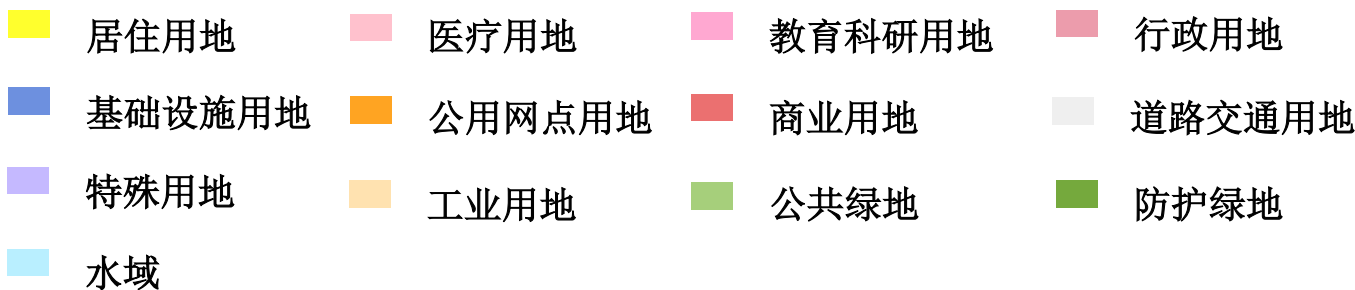 居住用地 医疗用地 教育科研用地 行政用地
基础设施用地 公用网点用地 商业用地 道路交通用地
特殊用地 工业用地 公共绿地 防护绿地
水域